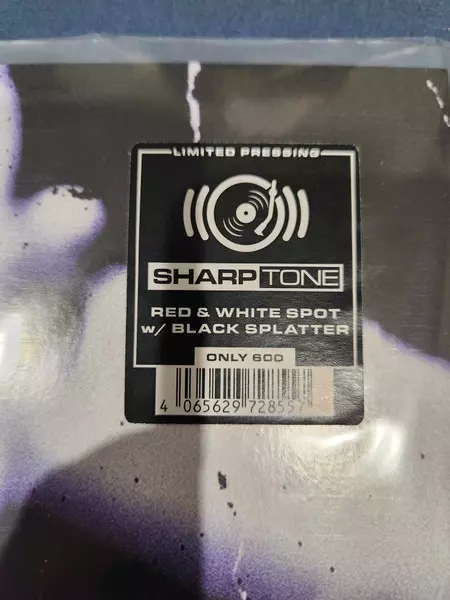 LIMITED PRESSING
SHARPTONE
RED & WHITE SPOT
w/ BLACK SPLATTER
ONLY 600
4 065629 728557